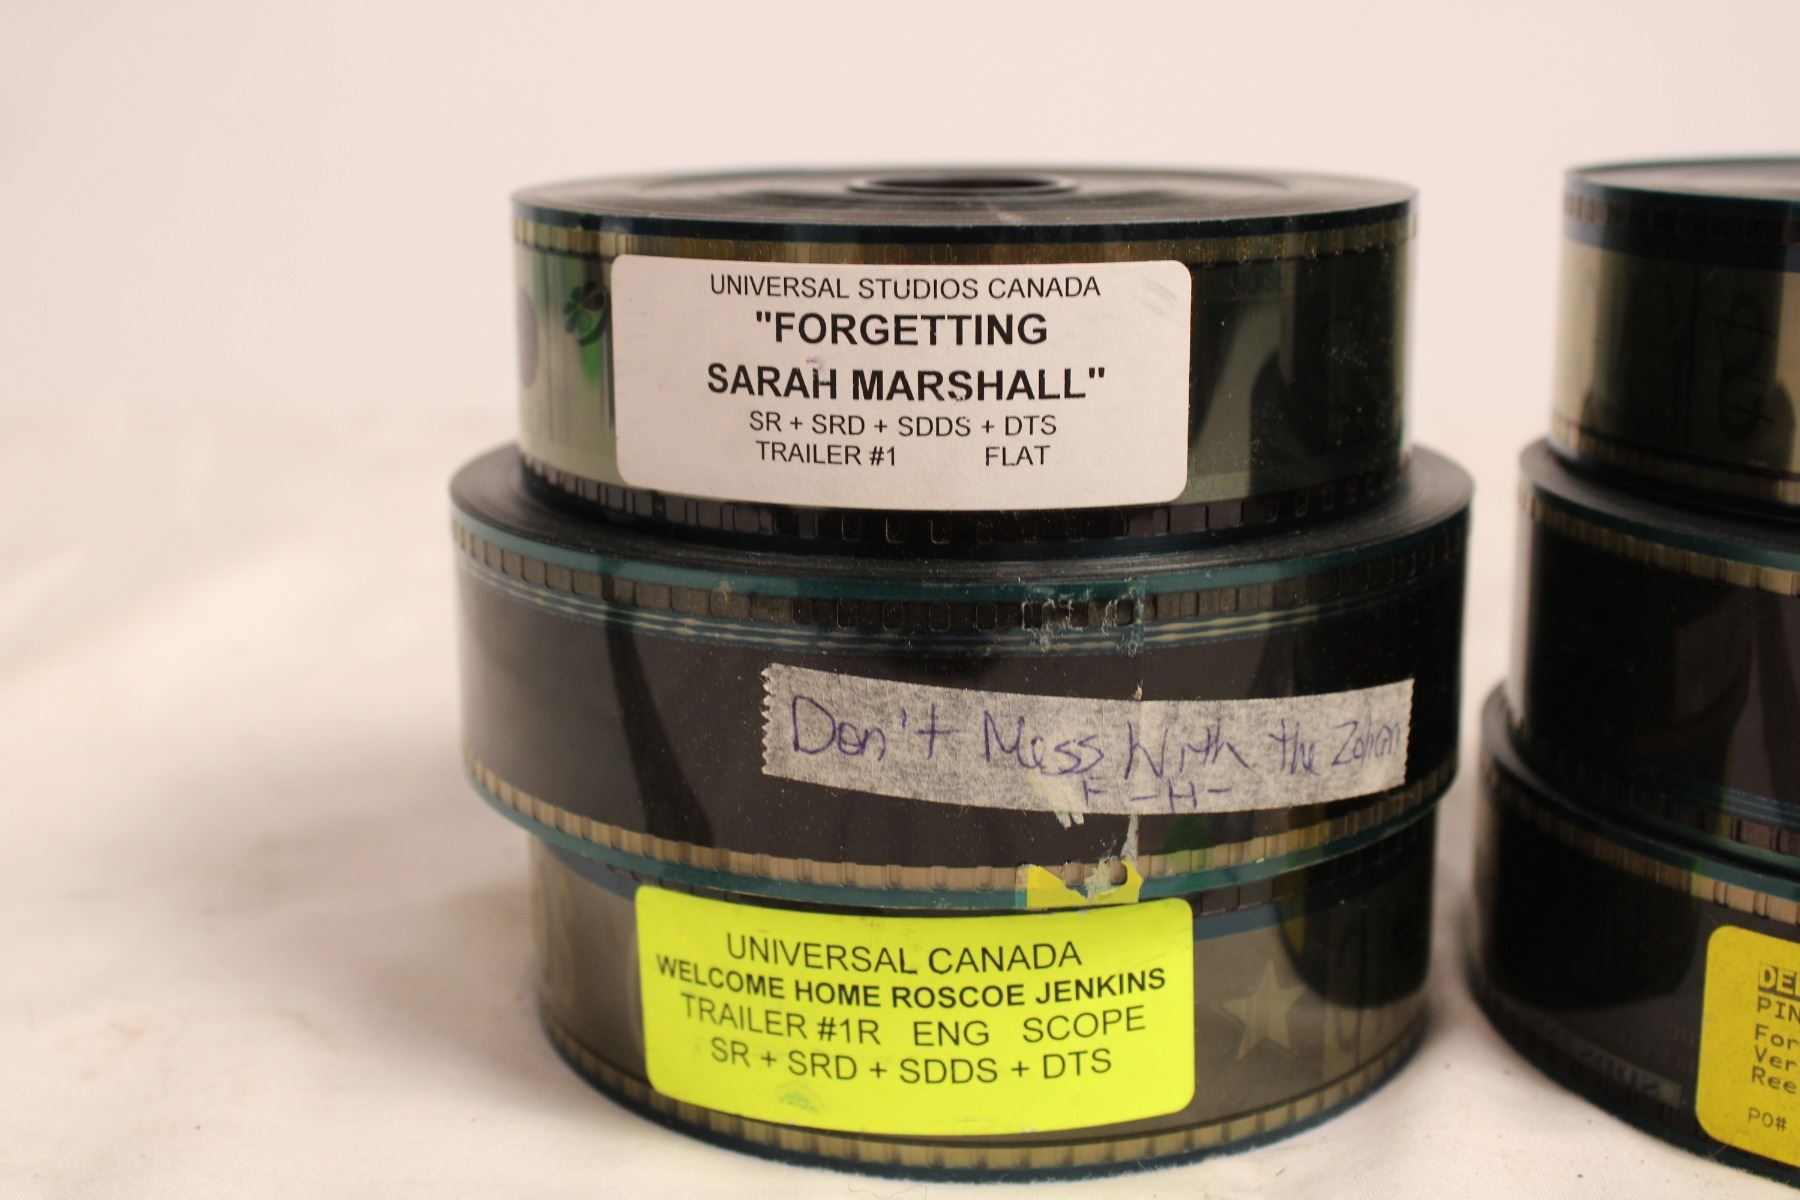 UNIVERSAL STUDIOS CANADA
"FORGETTING
SARAH MARSHALL"
SR + SRD + SDDS + DTS
TRAILER #1 FLAT
Don't Mess With the Zohan
F - H -
UNIVERSAL CANADA
WELCOME HOME ROSCOE JENKINS
TRAILER #1R ENG SCOPE
SR + SRD + SDDS + DTS
PO#